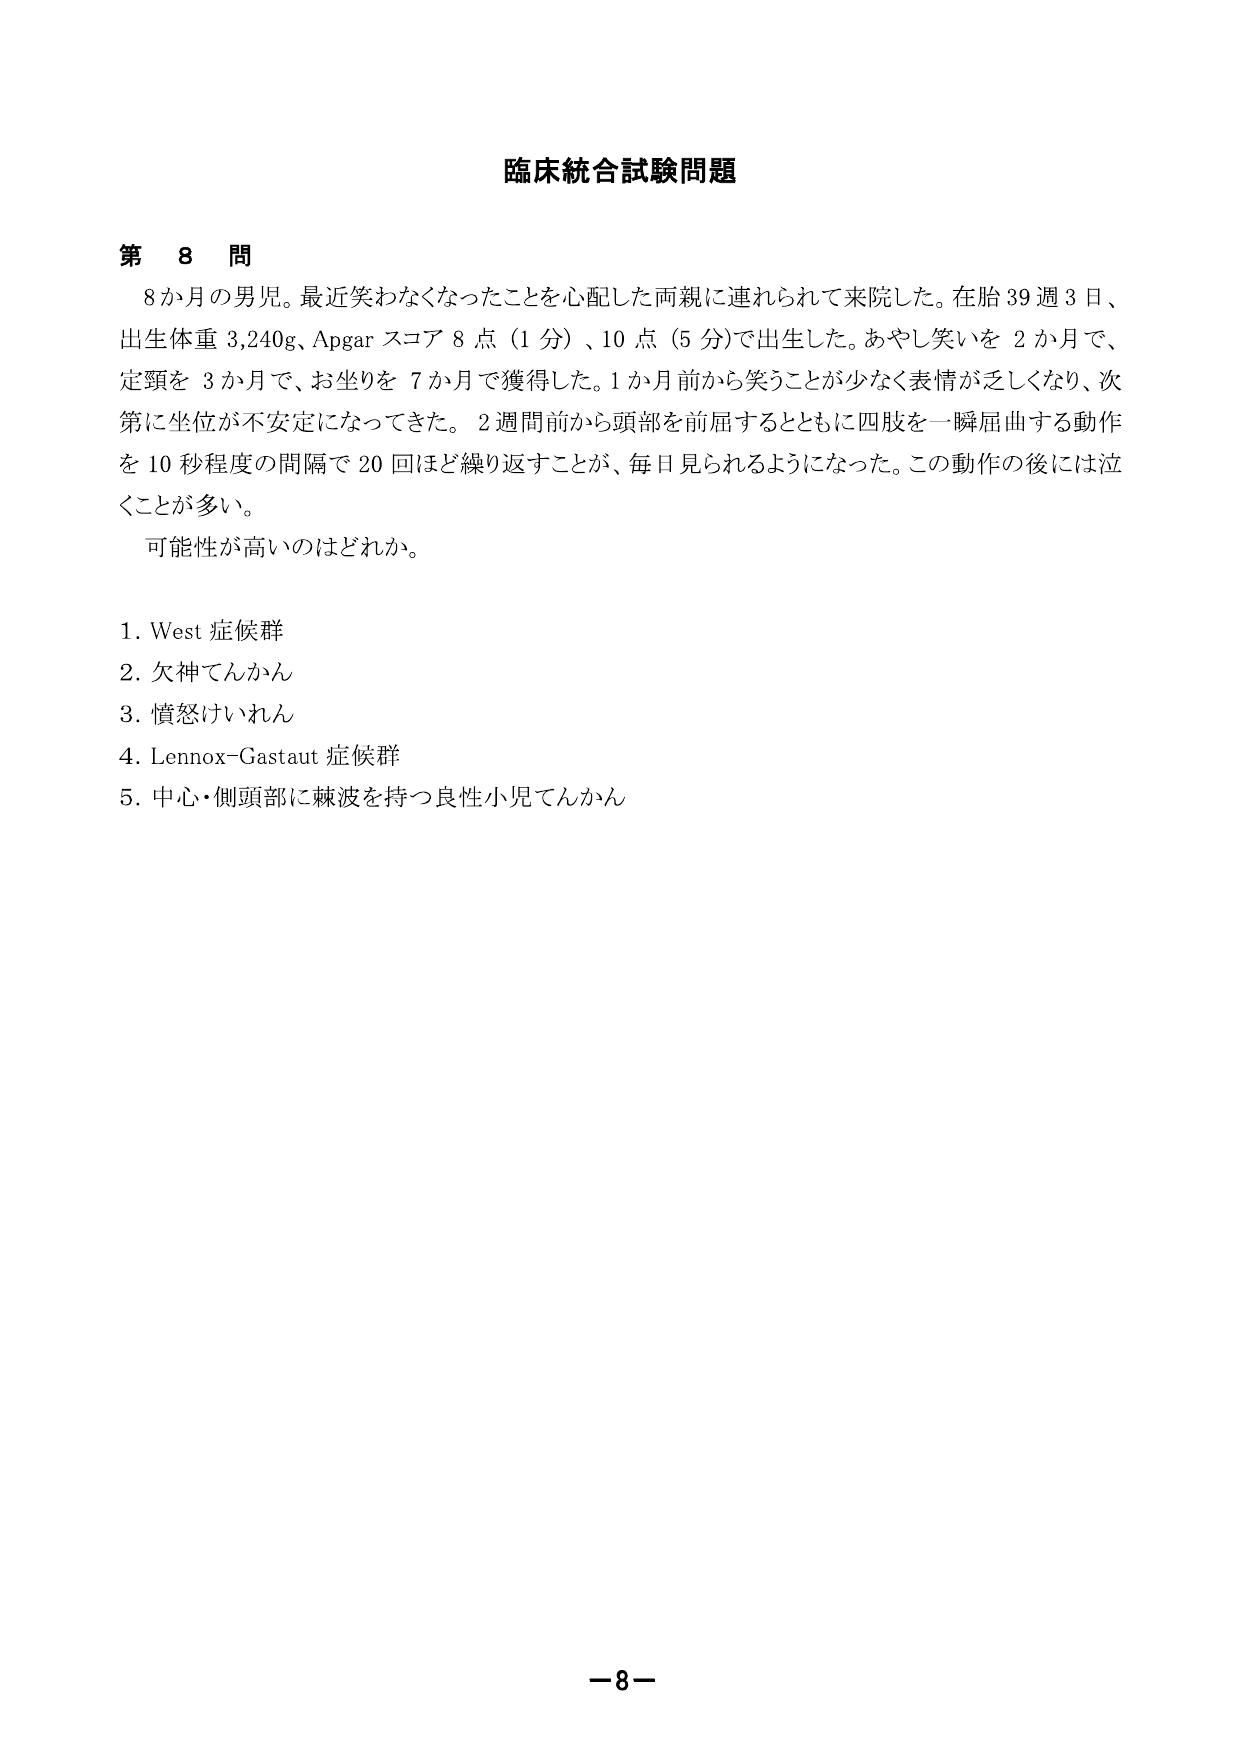 臨床統合試験問題
第 8 問
8か月の男児。最近笑わなくなったことを心配した両親に連れられて来院した。在胎39週3日、
出生体重 3,240g、Apgar スコア 8 点 (1 分) 、10 点 (5 分)で出生した。あやし笑いを 2 か月で、
定頸を 3か月で、お坐りを 7か月で獲得した。1か月前から笑うことが少なく表情が乏しくなり、次
第に坐位が不安定になってきた。 2週間前から頭部を前屈するとともに四肢を一瞬屈曲する動作
を 10 秒程度の間隔で 20 回ほど繰り返すことが、毎日見られるようになった。この動作の後には泣
くことが多い。
可能性が高いのはどれか。
1. West 症候群
2. 欠神てんかん
3. 憤怒けいれん
4. Lennox-Gastaut 症候群
5. 中心・側頭部に棘波を持つ良性小児てんかん
―8―